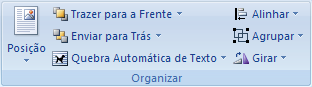 Posição
Trazer para a Frente
Enviar para Trás
Quebra Automática de Texto
Alinhar
Agrupar
Girar
Organizar